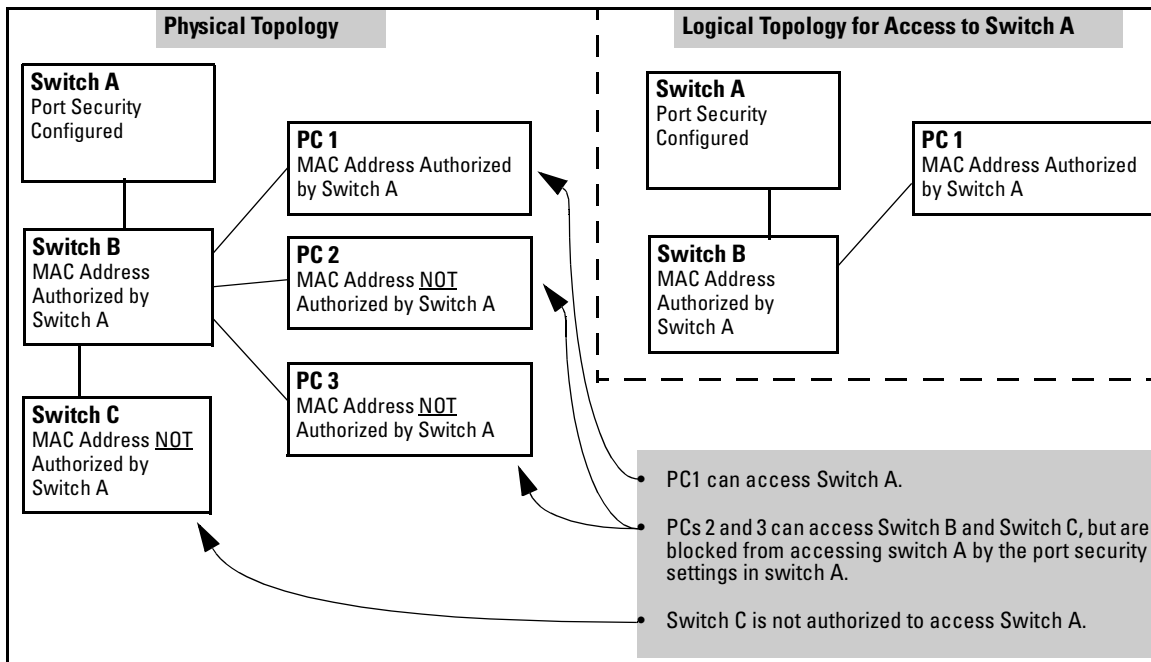 Physical Topology
Switch A
Port Security
Configured
Switch B
MAC Address
Authorized by
Switch A
Switch C
MAC Address NOT
Authorized by
Switch A
PC 1
MAC Address Authorized
by Switch A
PC 2
MAC Address NOT
Authorized by Switch A
PC 3
MAC Address NOT
Authorized by Switch A
Logical Topology for Access to Switch A
Switch A
Port Security
Configured
Switch B
MAC Address
Authorized by
Switch A
PC 1
MAC Address Authorized
by Switch A
• PC1 can access Switch A.
• PCs 2 and 3 can access Switch B and Switch C, but are
blocked from accessing switch A by the port security
settings in switch A.
• Switch C is not authorized to access Switch A.